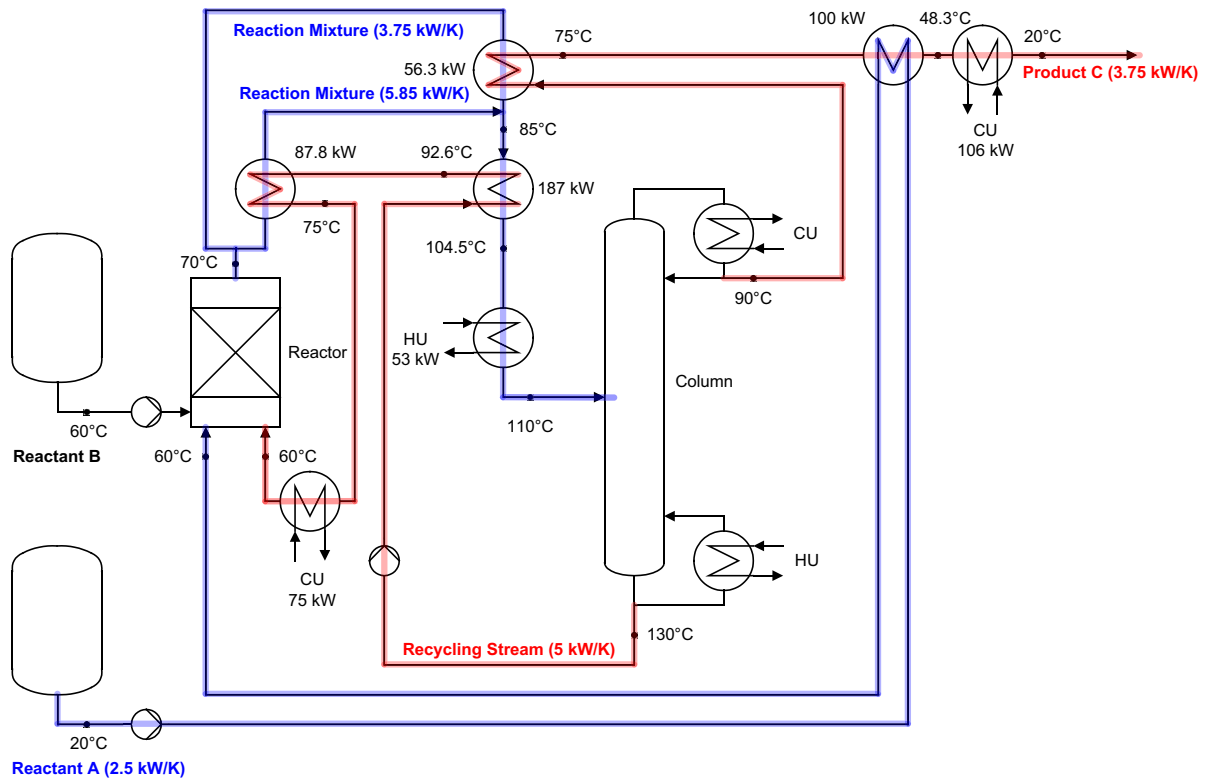 Reaction Mixture (3.75 kW/K)
75°C
100 kW
48.3°C
20°C
56.3 kW
Product C (3.75 kW/K)
Reaction Mixture (5.85 kW/K)
85°C
CU
106 kW
87.8 kW
92.6°C
187 kW
75°C
CU
104.5°C
70°C
90°C
HU
53 kW
Reactor
Column
110°C
60°C
Reactant B
60°C
60°C
HU
CU
75 kW
130°C
Recycling Stream (5 kW/K)
20°C
Reactant A (2.5 kW/K)